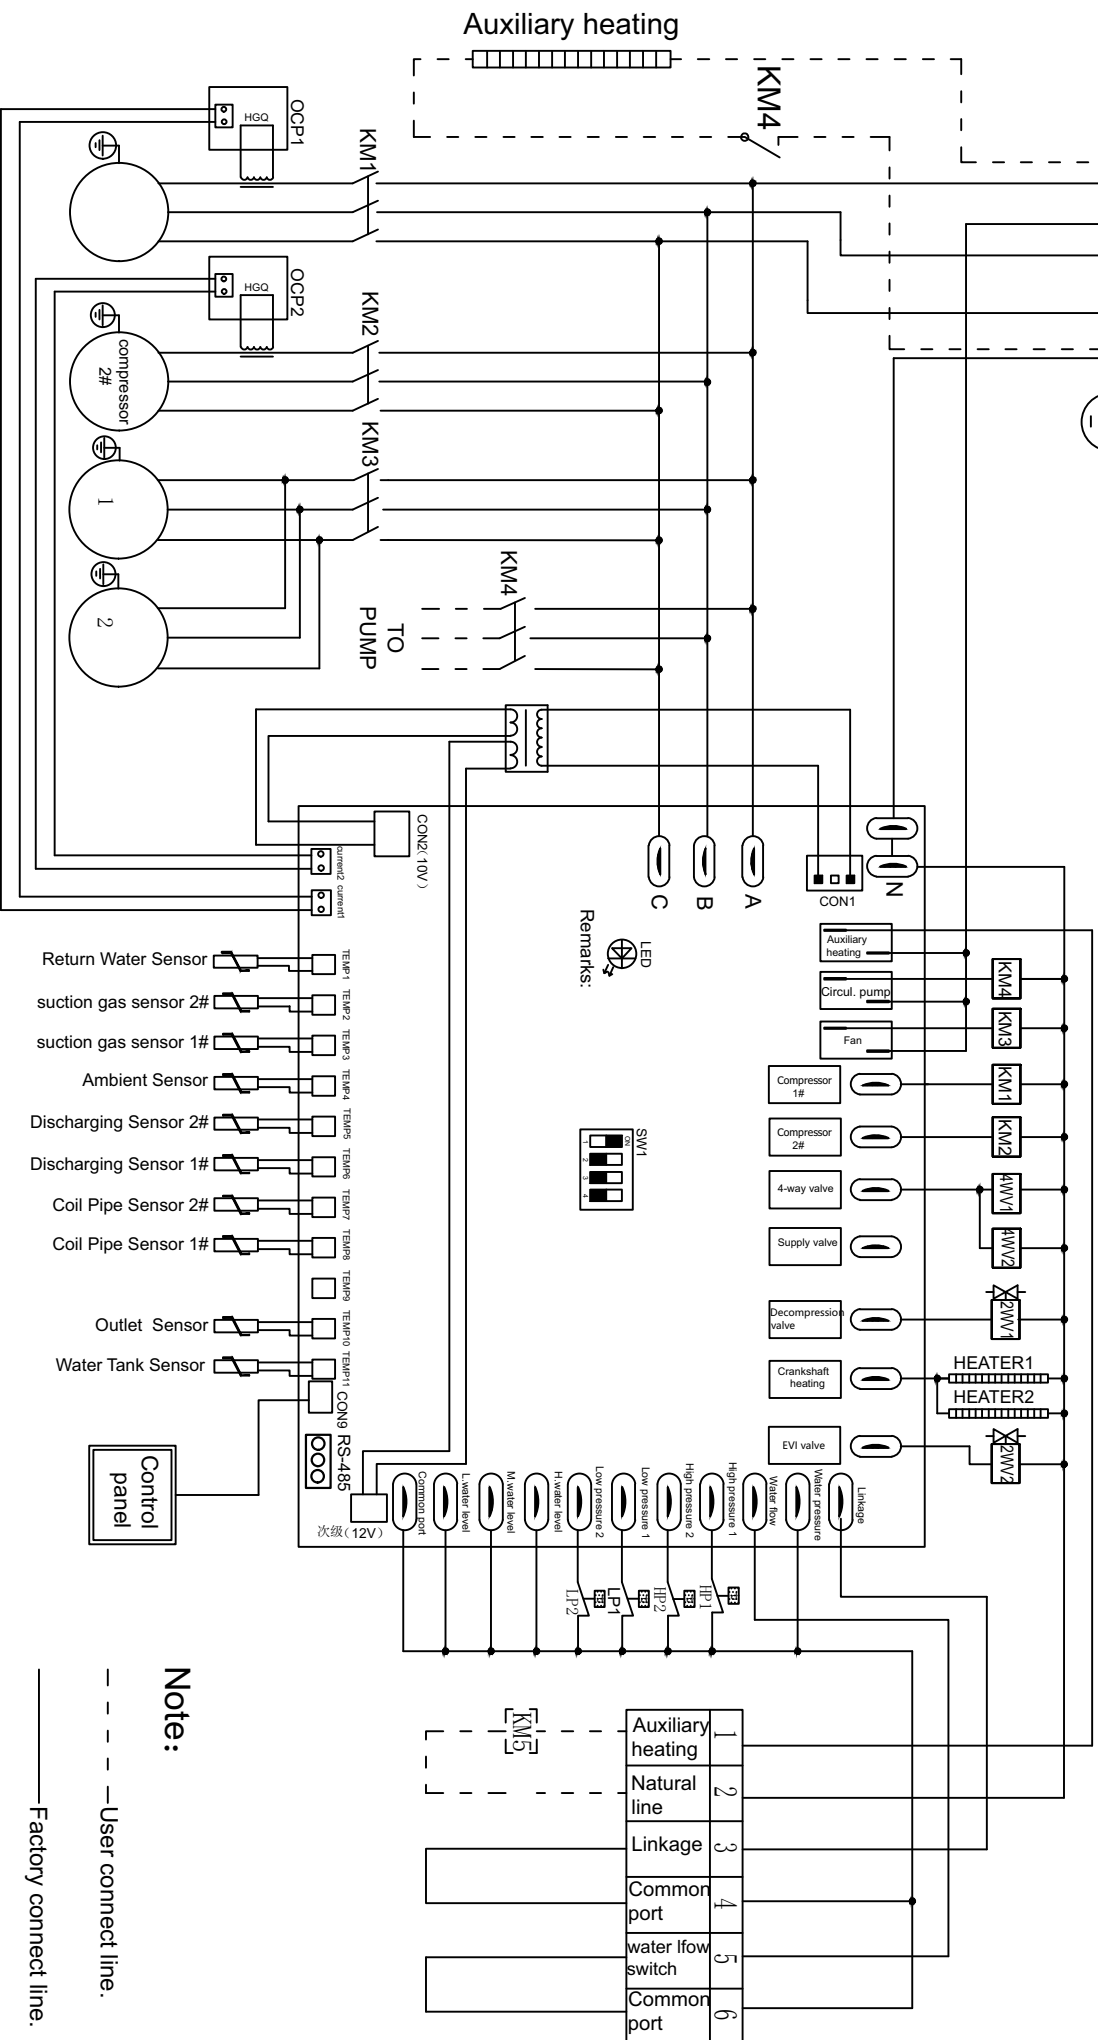 Auxiliary heating
KM4
OCP1
HGQ
KM1
OCP2
HGQ
KM2
compressor
2#
KM3
1
KM4
2
TO
PUMP
CON2(10V)
current2
current1
C
B
A
N
CON1
LED
Remarks:
Auxiliary
heating
Circul. pump
Fan
KM4
KM3
Compressor
1#
KM1
Compressor
2#
KM2
4-way valve
4WV1
Supply valve
4WV2
Decompression
valve
2WV1
Crankshaft
heating
HEATER1
HEATER2
EVI valve
2WV2
SW1
ON
1
2
3
4
Return Water Sensor
TEMP1
suction gas sensor 2#
TEMP2
suction gas sensor 1#
TEMP3
Ambient Sensor
TEMP4
Discharging Sensor 2#
TEMP5
Discharging Sensor 1#
TEMP6
Coil Pipe Sensor 2#
TEMP7
Coil Pipe Sensor 1#
TEMP8
TEMP9
Outlet Sensor
TEMP10
Water Tank Sensor
TEMP11
CON9
RS-485
Control
panel
次级(12V)
Common port
L.water level
M.water level
H.water level
Low pressure 2
Low pressure 1
High pressure 2
High pressure 1
Water flow
Water pressure
Linkage
LP2
LP1
HP2
HP1
KM5
Auxiliary
heating
1
Natural
line
2
Linkage
3
Common
port
4
water lfow
switch
5
Common
port
6
Note:
User connect line.
Factory connect line.